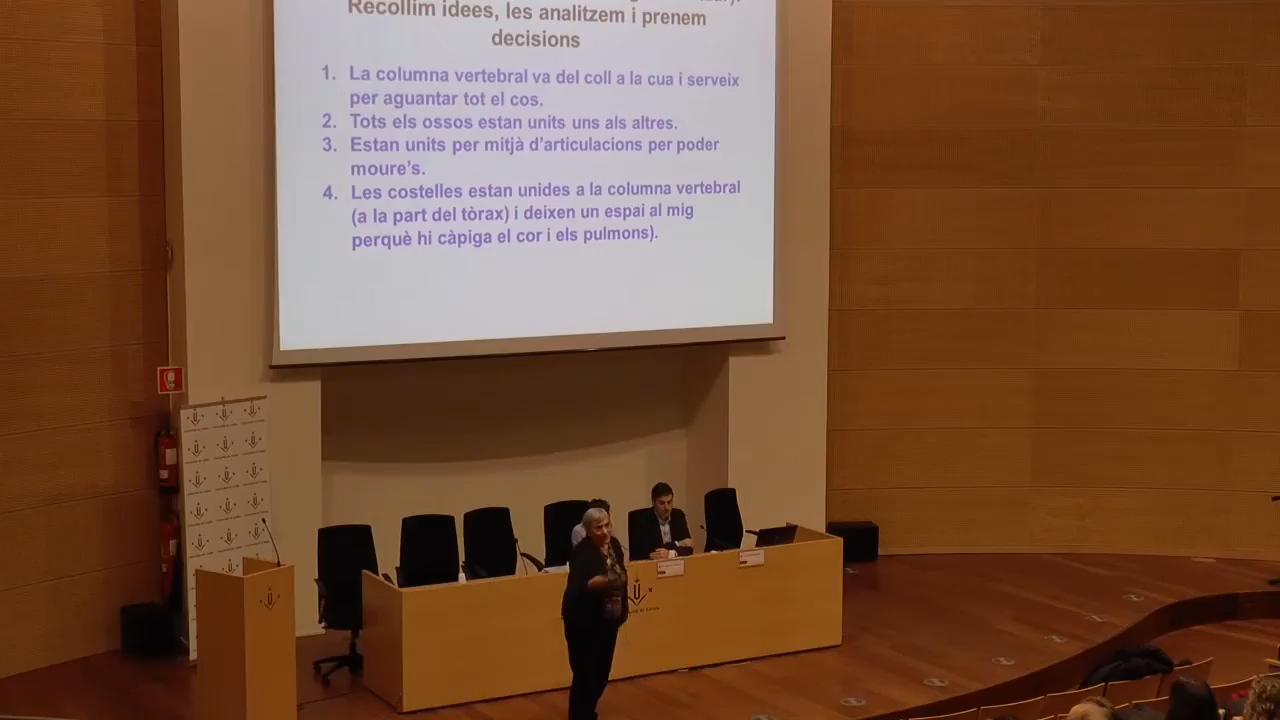 Recollim idees, les analitzem i prenem
decisions
1. La columna vertebral va del coll a la cua i serveix
per aguantar tot el cos.
2. Tots els ossos estan units uns als altres.
3. Estan units per mitjà d'articulacions per poder
moure's.
4. Les costelles estan unides a la columna vertebral
(a la part del tòrax) i deixen un espai al mig
perquè hi càpiga el cor i els pulmons).